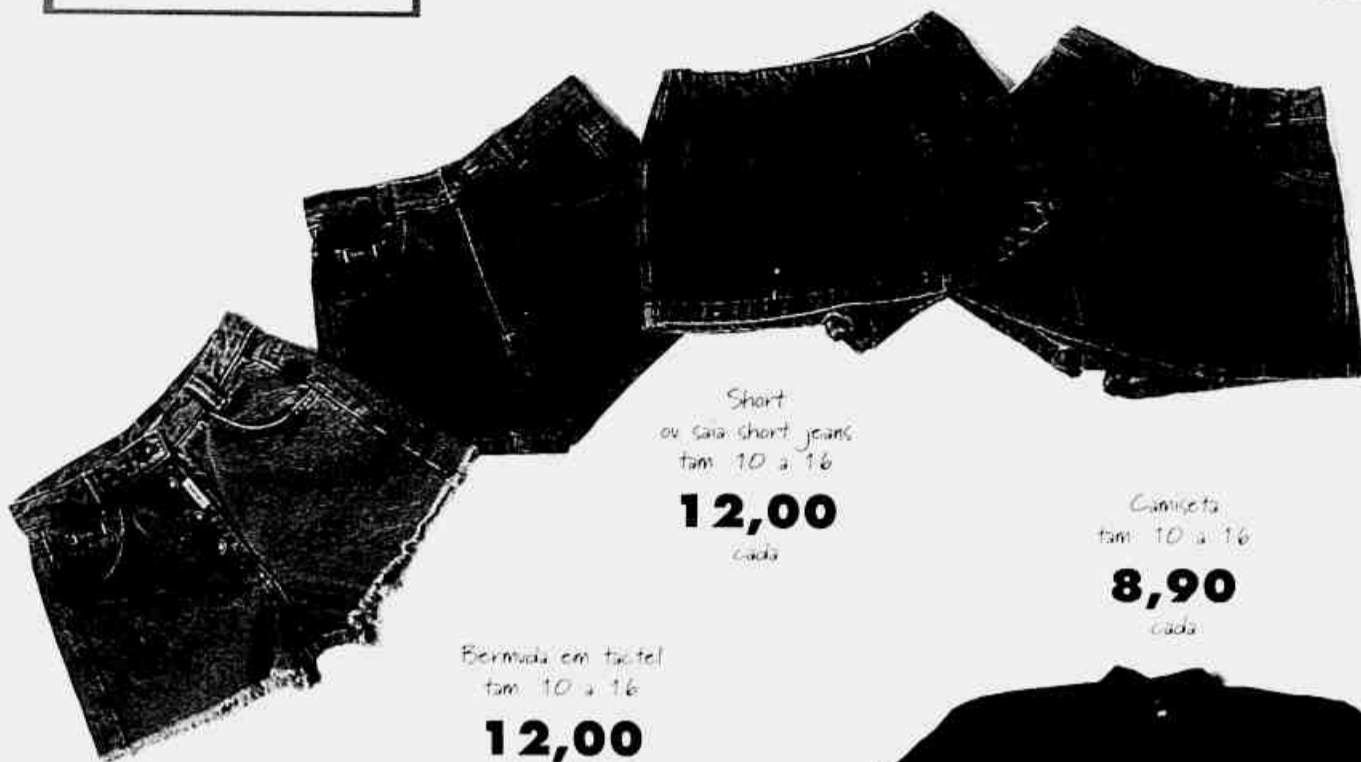 Short
ou saia short jeans
tam 10 a 16
12,00
cada
Camiseta
tam 10 a 16
8,90
cada
Bermuda em tactel
tam 10 a 16
12,00